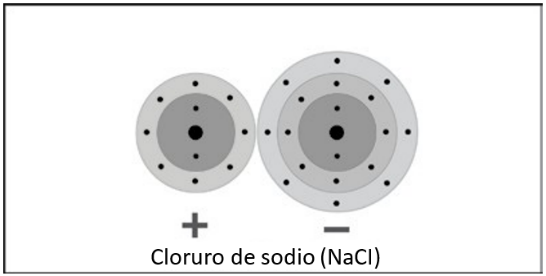 + −
Cloruro de sodio (NaCl)